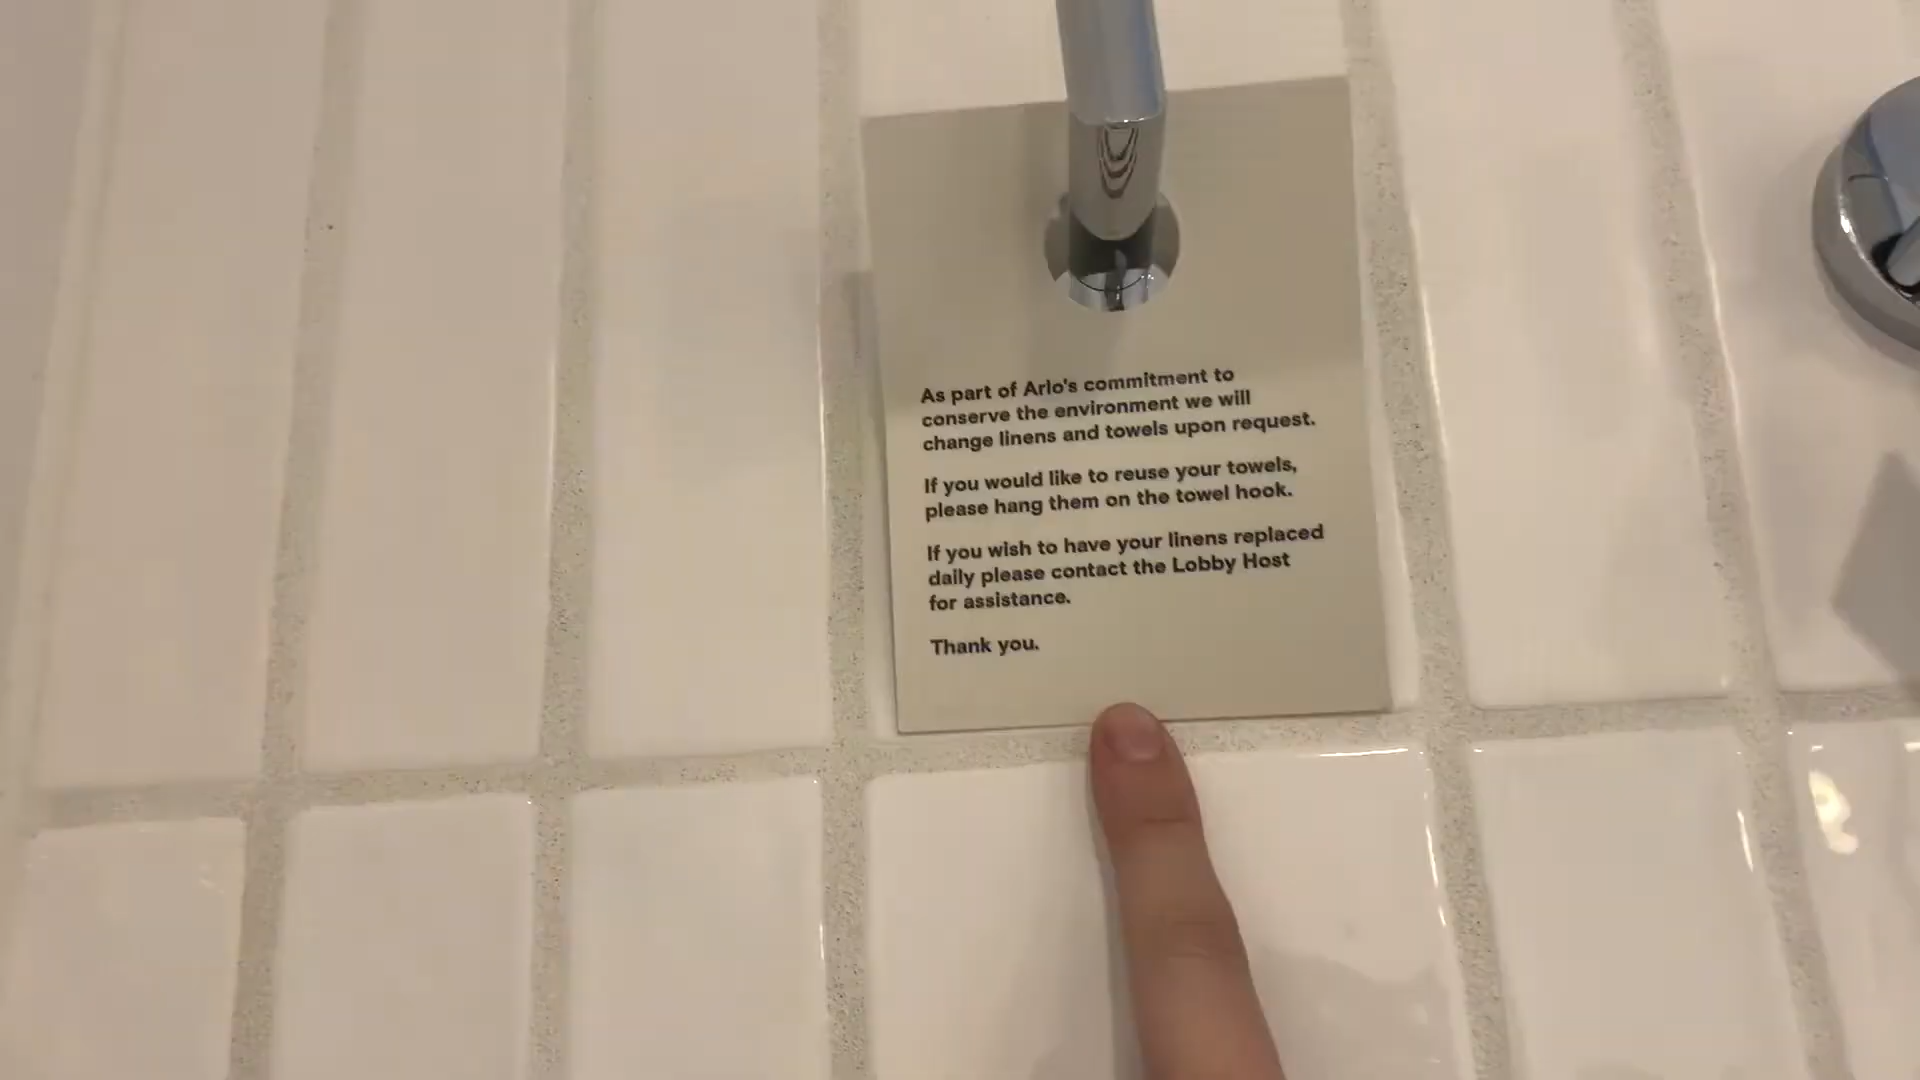 As part of Arlo's commitment to
conserve the environment we will
change linens and towels upon request.
If you would like to reuse your towels,
please hang them on the towel hook.
If you wish to have your linens replaced
daily please contact the Lobby Host
for assistance.
Thank you.